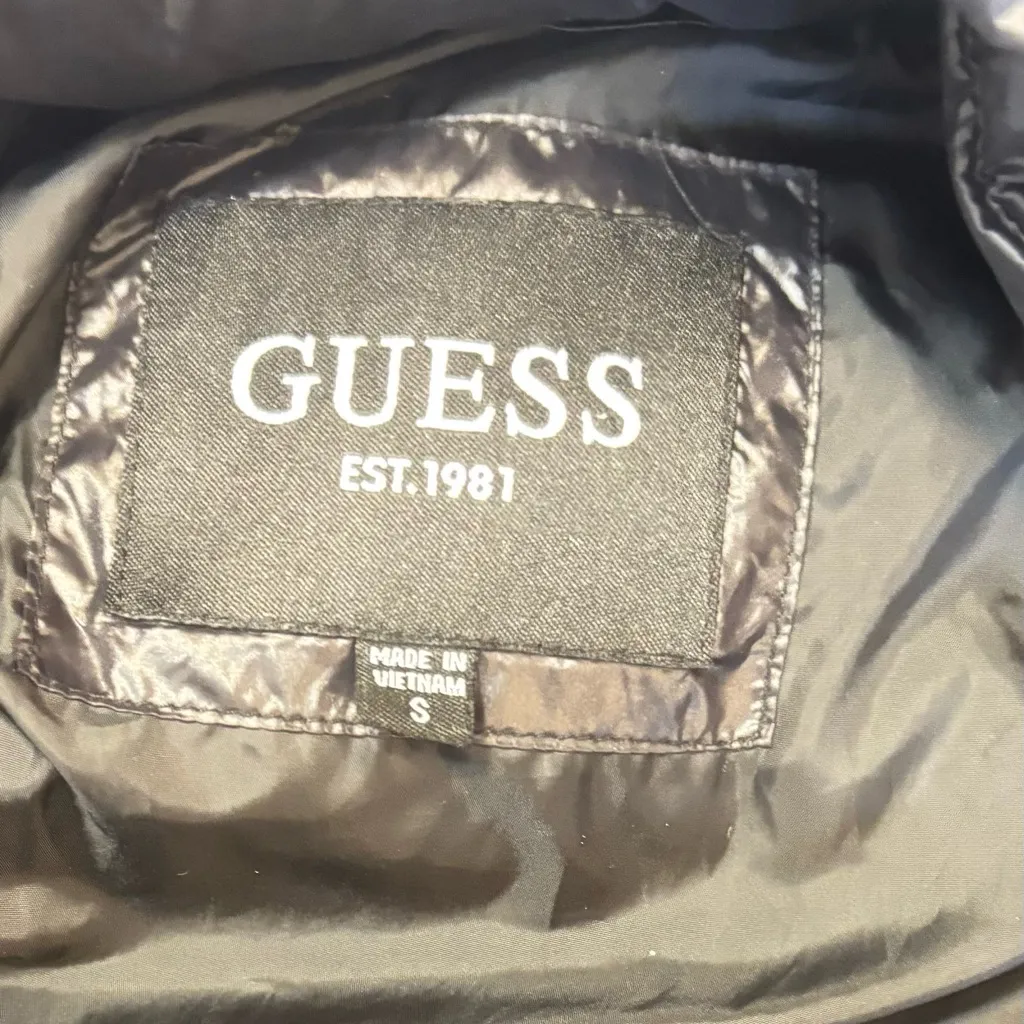 GUESS
EST.1981
MADE IN
VIETNAM
S